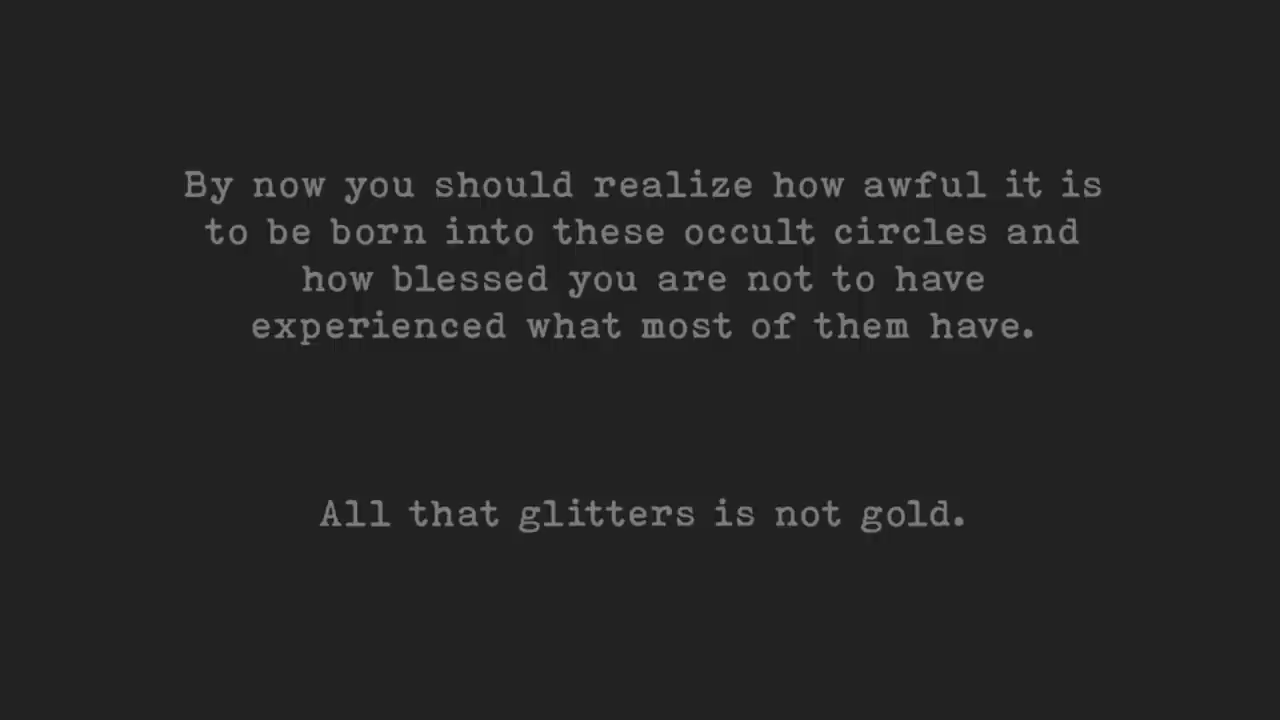 By now you should realize how awful it is
to be born into these occult circles and
how blessed you are not to have
experienced what most of them have.
All that glitters is not gold.